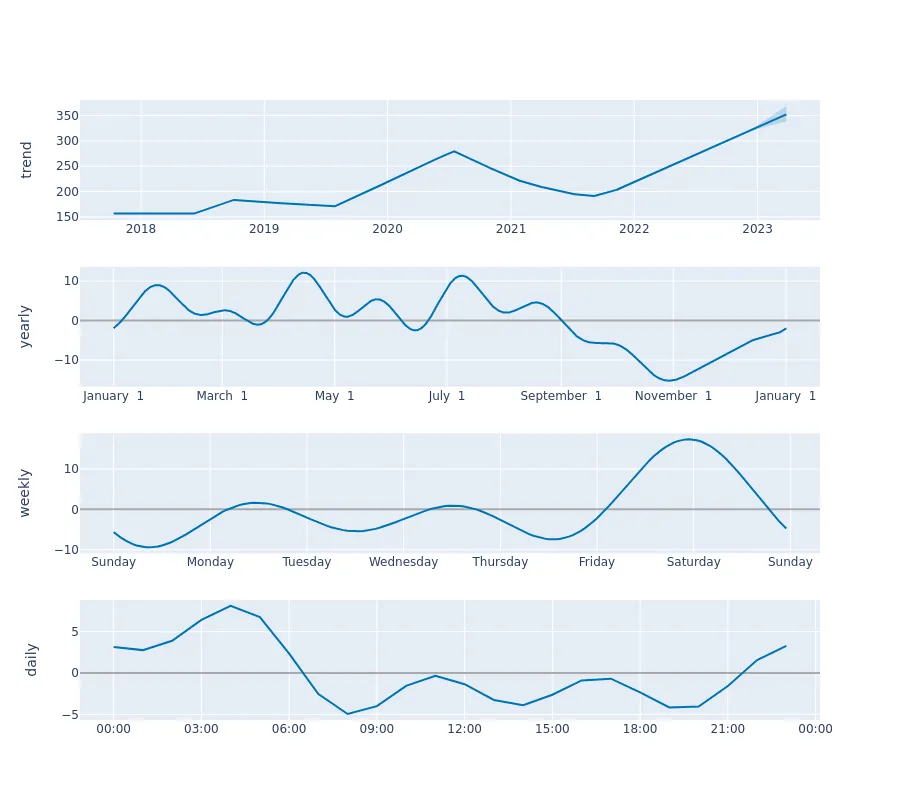 trend
350
300
250
200
150
2018 2019 2020 2021 2022 2023
yearly
10
0
−10
January 1 March 1 May 1 July 1 September 1 November 1 January 1
weekly
10
0
−10
Sunday Monday Tuesday Wednesday Thursday Friday Saturday Sunday
daily
5
0
−5
00:00 03:00 06:00 09:00 12:00 15:00 18:00 21:00 00:00